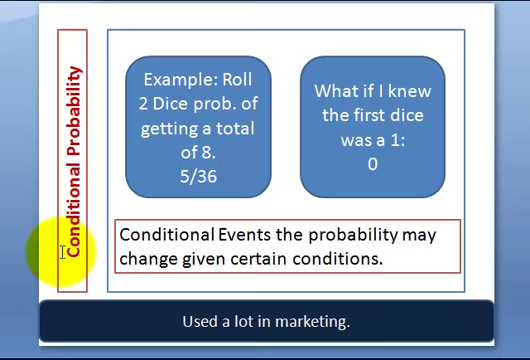 Conditional Probability
Example: Roll
2 Dice prob. of
getting a total
of 8.
5/36
What if I knew
the first dice
was a 1:
0
Conditional Events the probability may
change given certain conditions.
Used a lot in marketing.